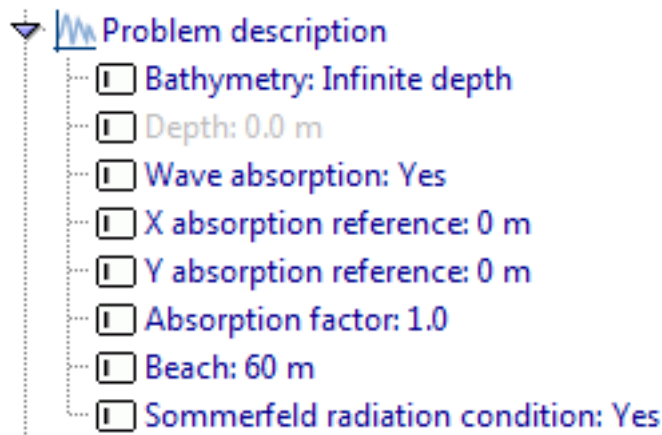 Problem description
Bathymetry: Infinite depth
Depth: 0.0 m
Wave absorption: Yes
X absorption reference: 0 m
Y absorption reference: 0 m
Absorption factor: 1.0
Beach: 60 m
Sommerfeld radiation condition: Yes